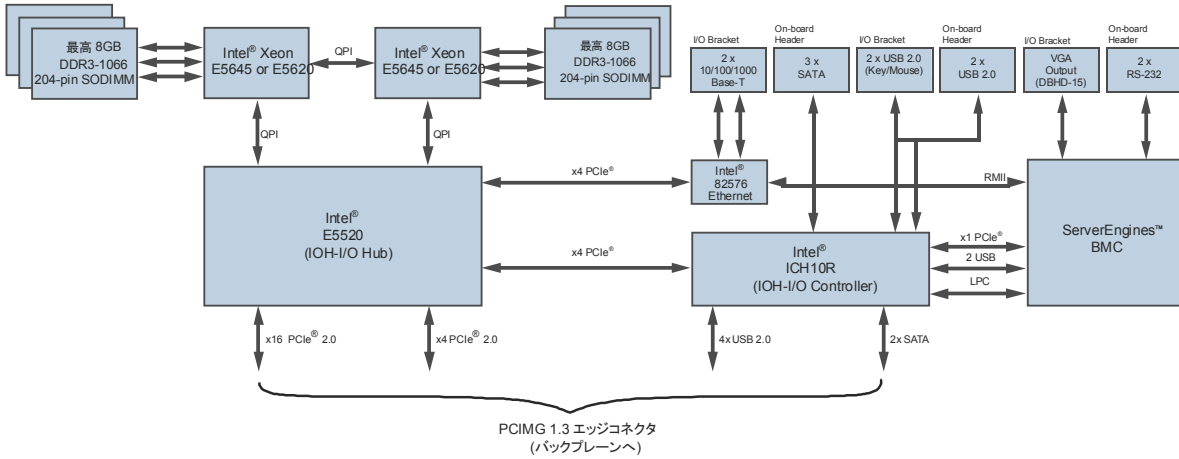 最高 8GB
DDR3-1066
204-pin SODIMM
Intel® Xeon
E5645 or E5620
QPI
Intel® Xeon
E5645 or E5620
最高 8GB
DDR3-1066
204-pin SODIMM
I/O Bracket
2 x
10/100/1000
Base-T
On-board
Header
3 x
SATA
I/O Bracket
2 x USB 2.0
(Key/Mouse)
On-board
Header
2 x
USB 2.0
I/O Bracket
VGA
Output
(DBHD-15)
On-board
Header
2 x
RS-232
QPI
QPI
Intel®
E5520
(IOH-I/O Hub)
x4 PCIe®
Intel®
82576
Ethernet
RMII
x4 PCIe®
Intel®
ICH10R
(IOH-I/O Controller)
x1 PCIe®
2 USB
LPC
ServerEngines™
BMC
x16 PCIe® 2.0
x4 PCIe® 2.0
4x USB 2.0
2x SATA
PCIMG 1.3 エッジコネクタ
(バックプレーンへ)